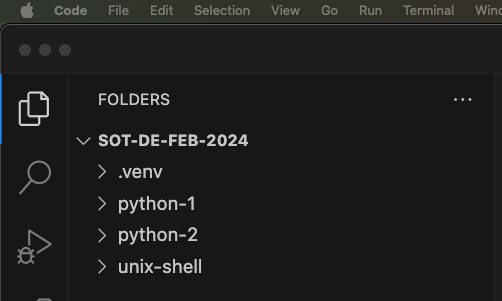 Code File Edit Selection View Go Run Terminal
FOLDERS
SOT-DE-FEB-2024
.venv
python-1
python-2
unix-shell